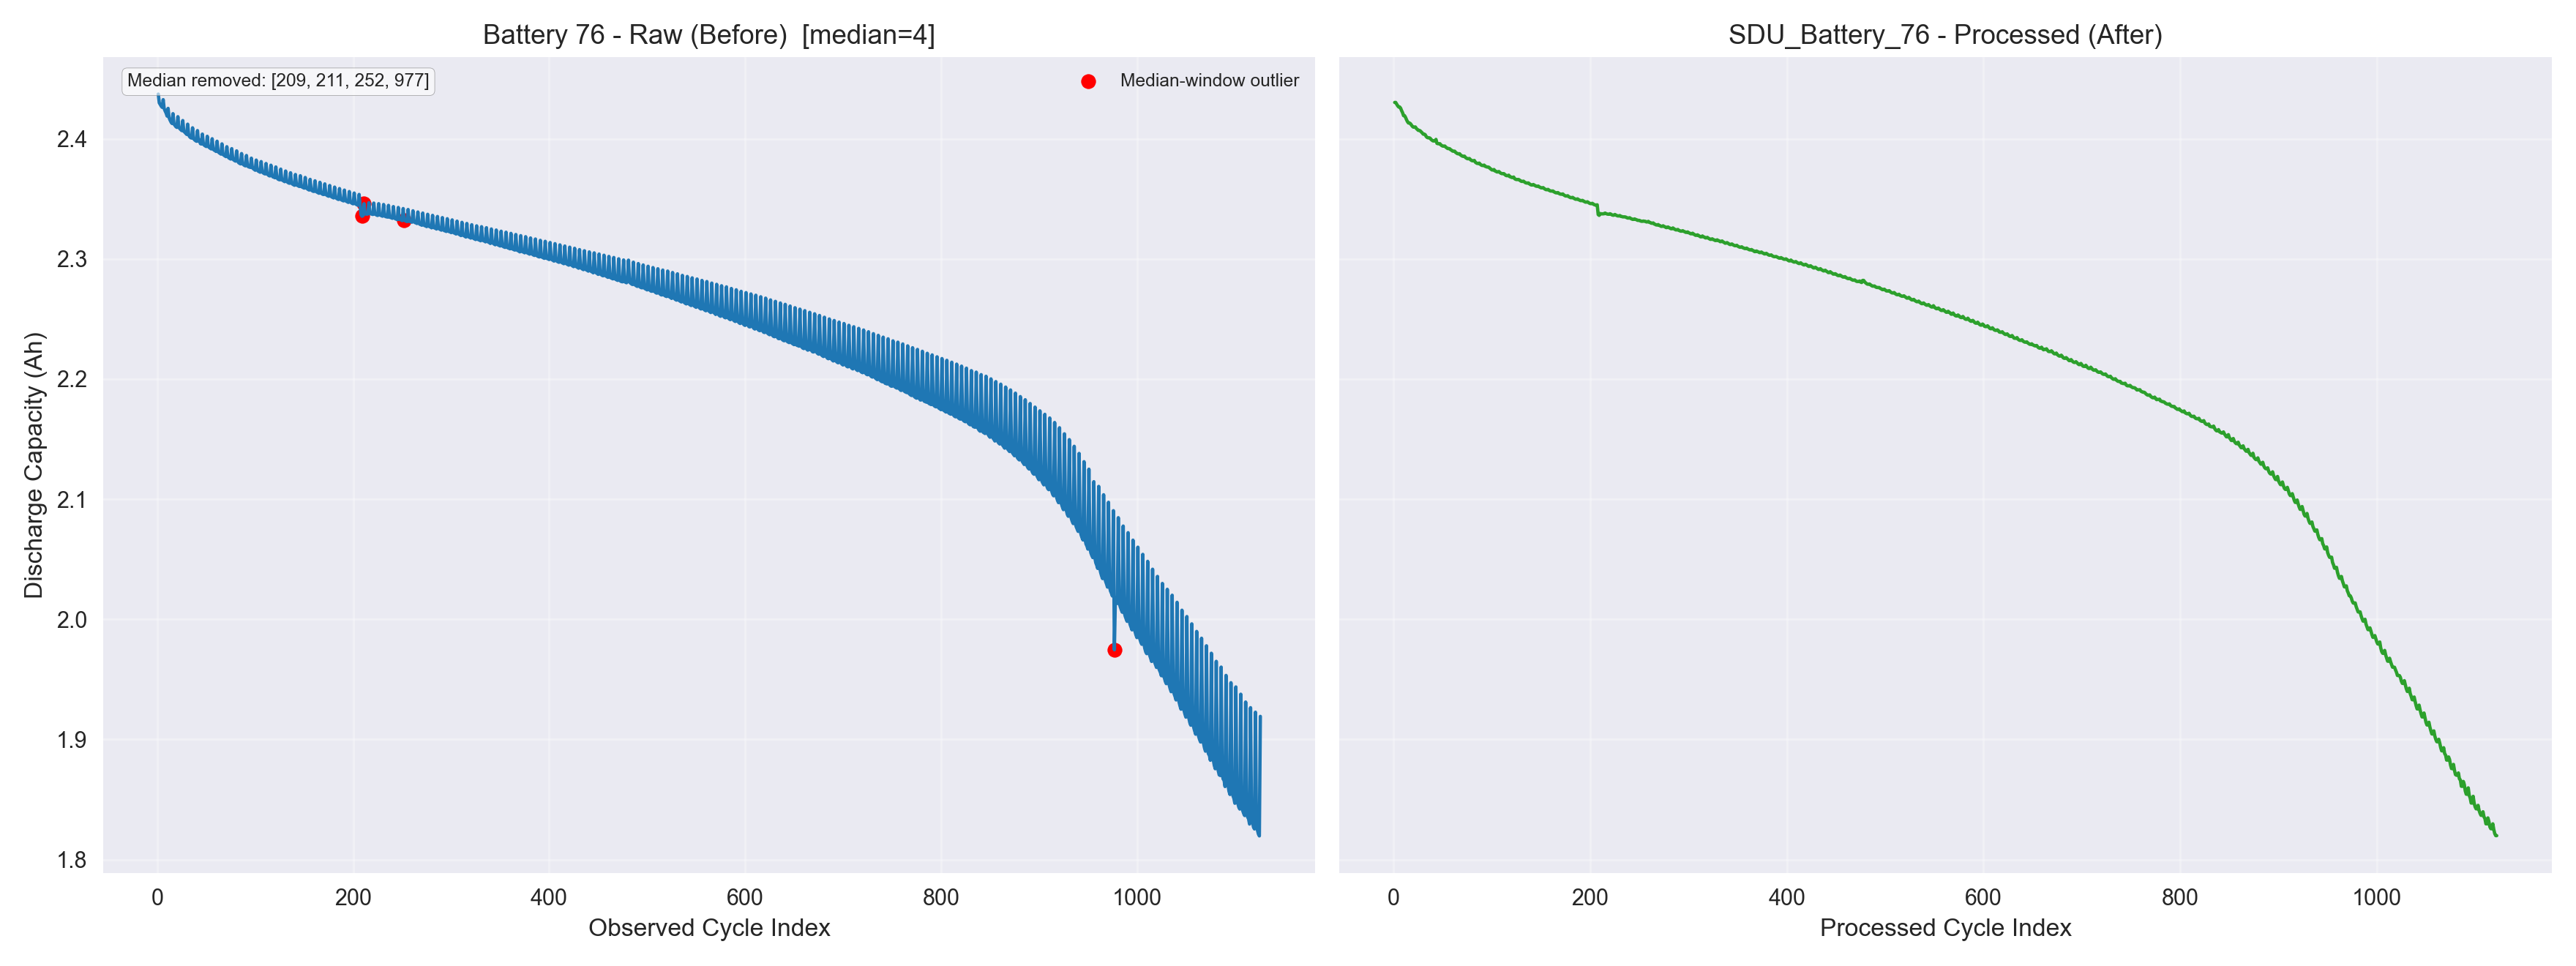 Battery 76 - Raw (Before)  [median=4]
Median removed: [209, 211, 252, 977]
Median-window outlier
Discharge Capacity (Ah)
2.4
2.3
2.2
2.1
2.0
1.9
1.8
0 200 400 600 800 1000
Observed Cycle Index
SDU_Battery_76 - Processed (After)
0 200 400 600 800 1000
Processed Cycle Index